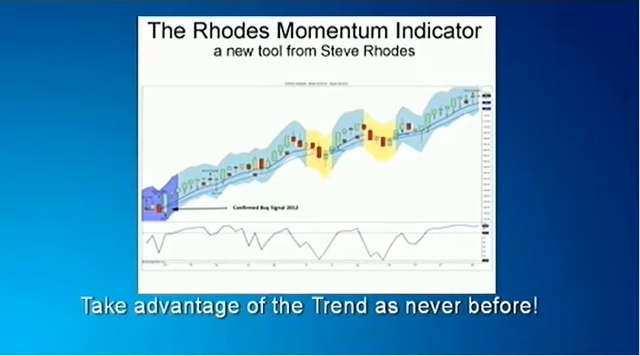 The Rhodes Momentum Indicator
a new tool from Steve Rhodes
Confirmed Buy Signal 2012
Take advantage of the Trend as never before!